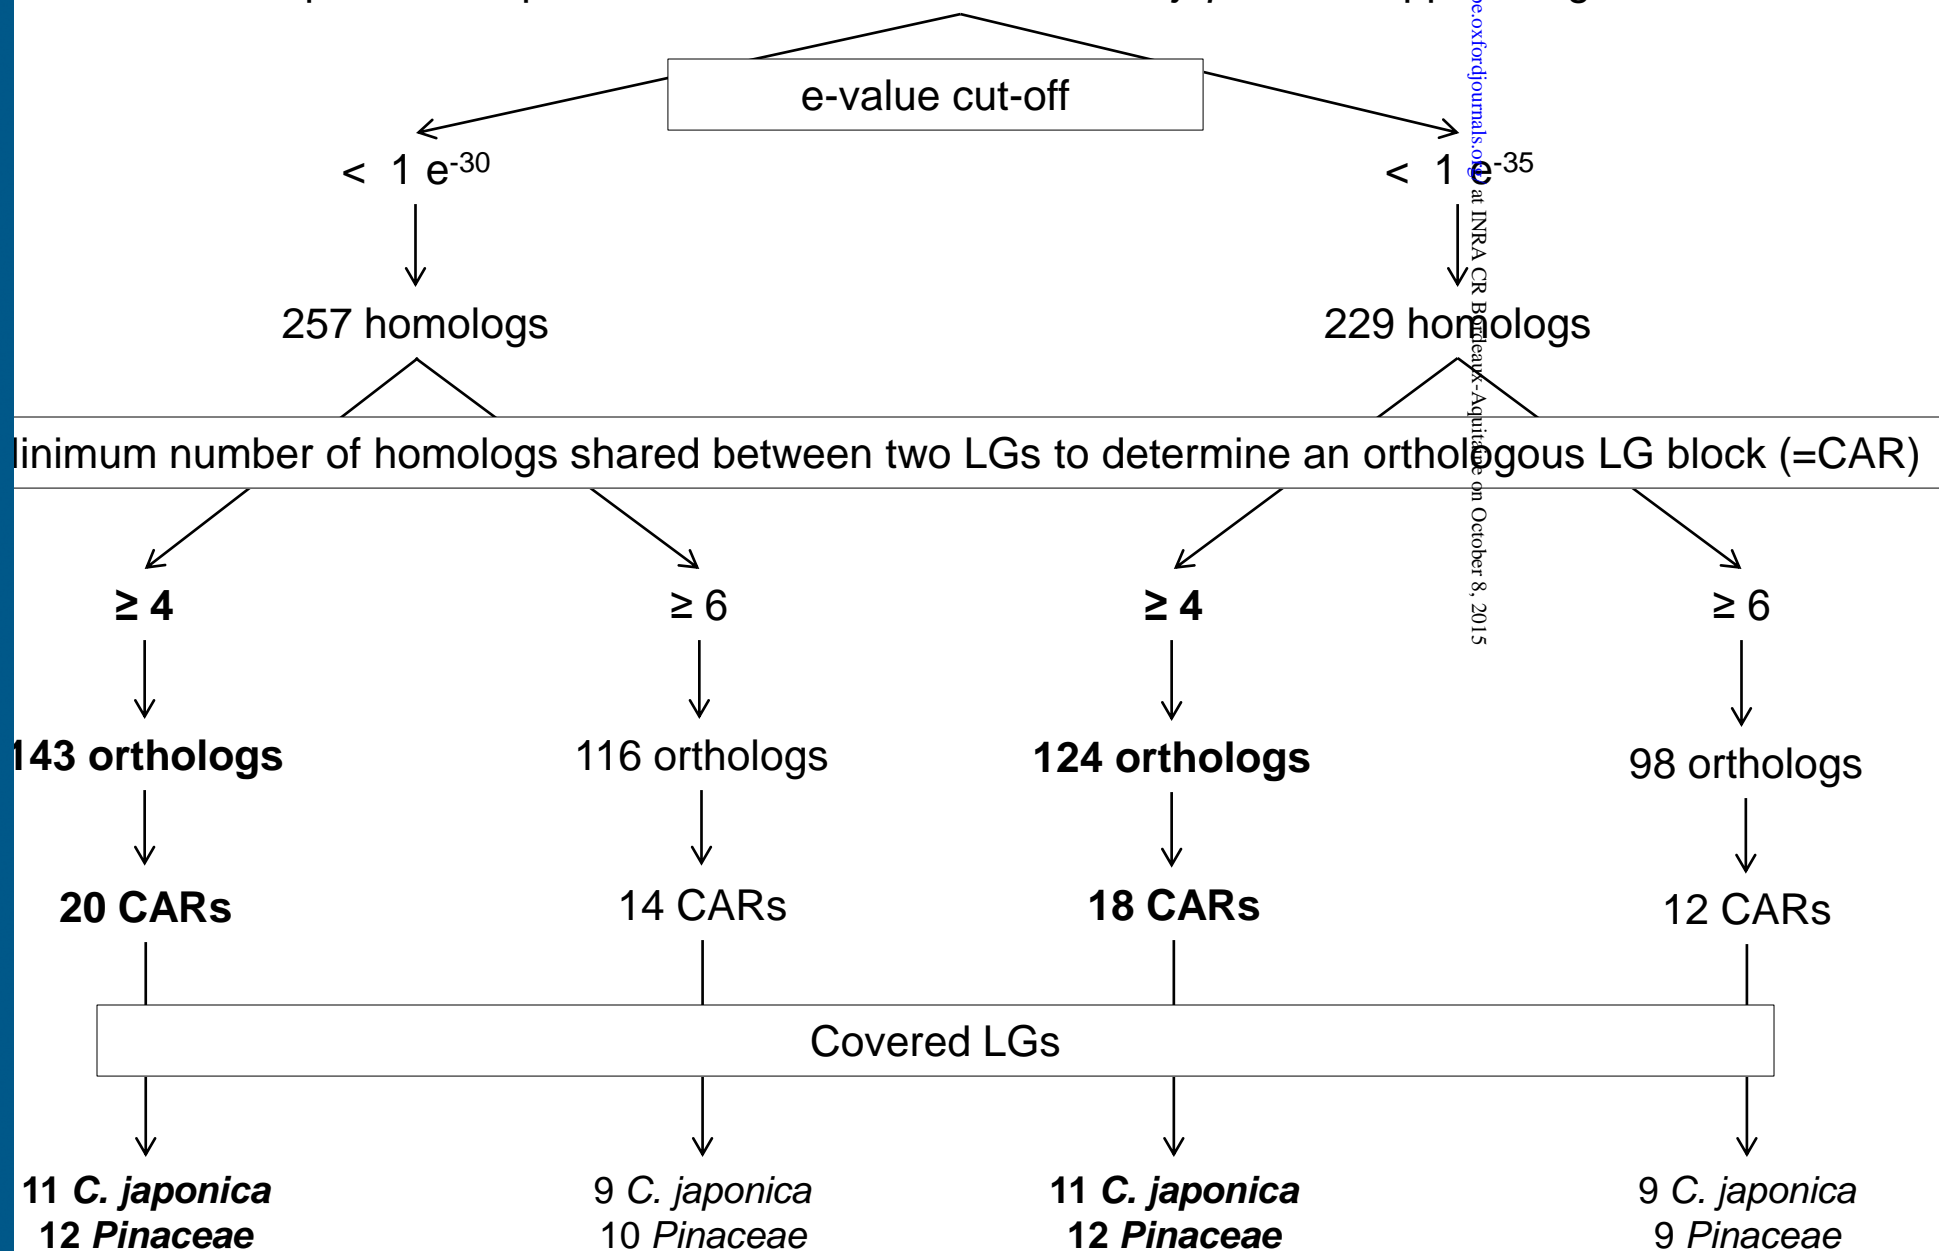 e-value cut-off
< 1 e-30
< 1 e-35
257 homologs
229 homologs
number of homologs shared between two LGs to determine an orthologous LG block (=CAR)
≥ 4
≥ 6
≥ 4
≥ 6
143 orthologs
116 orthologs
124 orthologs
98 orthologs
20 CARs
14 CARs
18 CARs
12 CARs
Covered LGs
11 C. japonica
12 Pinaceae
9 C. japonica
10 Pinaceae
11 C. japonica
12 Pinaceae
9 C. japonica
9 Pinaceae
at INRA CR Bordeaux-Aquitaine on October 8, 2015